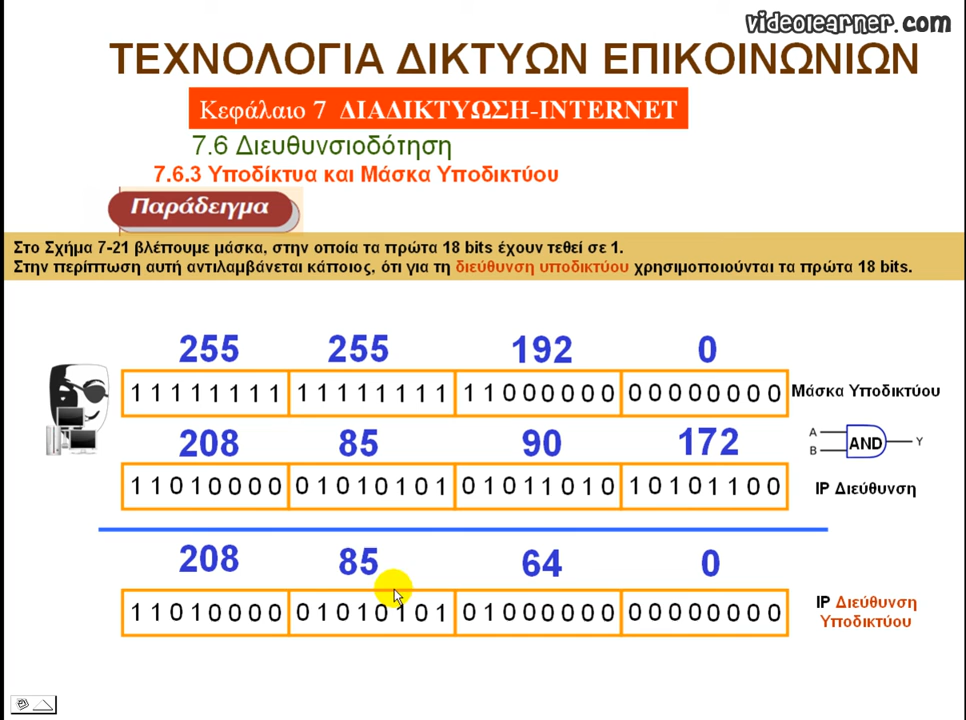 videolearner.com
ΤΕΧΝΟΛΟΓΙΑ ΔΙΚΤΥΩΝ ΕΠΙΚΟΙΝΩΝΙΩΝ
Κεφάλαιο 7 ΔΙΑΔΙΚΤΥΩΣΗ-INTERNET
7.6 Διευθυνσιοδότηση
7.6.3 Υποδίκτυα και Μάσκα Υποδικτύου
Παράδειγμα
Στο Σχήμα 7-21 βλέπουμε μάσκα, στην οποία τα πρώτα 18 bits έχουν τεθεί σε 1.
Στην περίπτωση αυτή αντιλαμβάνεται κάποιος, ότι για τη διεύθυνση υποδικτύου χρησιμοποιούνται τα πρώτα 18 bits.
255 255 192 0
1 1 1 1 1 1 1 1 1 1 1 1 1 1 1 1 1 1 0 0 0 0 0 0 0 0 0 0 0 0 0 0 Μάσκα Υποδικτύου
208 85 90 172
A
B
AND
Y
1 1 0 1 0 0 0 0 0 1 0 1 0 1 0 1 0 1 0 1 1 0 1 0 1 0 1 0 1 1 0 0 IP Διεύθυνση
208 85 64 0
1 1 0 1 0 0 0 0 0 1 0 1 0 1 0 1 0 1 0 0 0 0 0 0 0 0 0 0 0 0 0 0
IP Διεύθυνση
Υποδικτύου